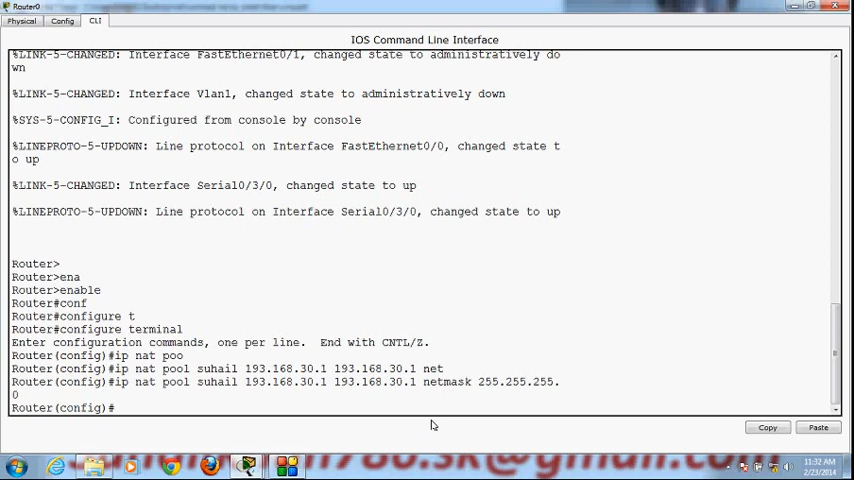 Router0
Physical Config CLI
IOS Command Line Interface
%LINK-5-CHANGED: Interface FastEthernet0/1, changed state to administratively do
wn
%LINK-5-CHANGED: Interface Vlan1, changed state to administratively down
%SYS-5-CONFIG_I: Configured from console by console
%LINEPROTO-5-UPDOWN: Line protocol on Interface FastEthernet0/0, changed state t
o up
%LINK-5-CHANGED: Interface Serial0/3/0, changed state to up
%LINEPROTO-5-UPDOWN: Line protocol on Interface Serial0/3/0, changed state to up
Router>
Router>ena
Router>enable
Router#conf
Router#configure t
Router#configure terminal
Enter configuration commands, one per line.  End with CNTL/Z.
Router(config)#ip nat poo
Router(config)#ip nat pool suhail 193.168.30.1 193.168.30.1 net
Router(config)#ip nat pool suhail 193.168.30.1 193.168.30.1 netmask 255.255.255.
0
Router(config)#
Copy Paste
11:32 AM
2/23/2014